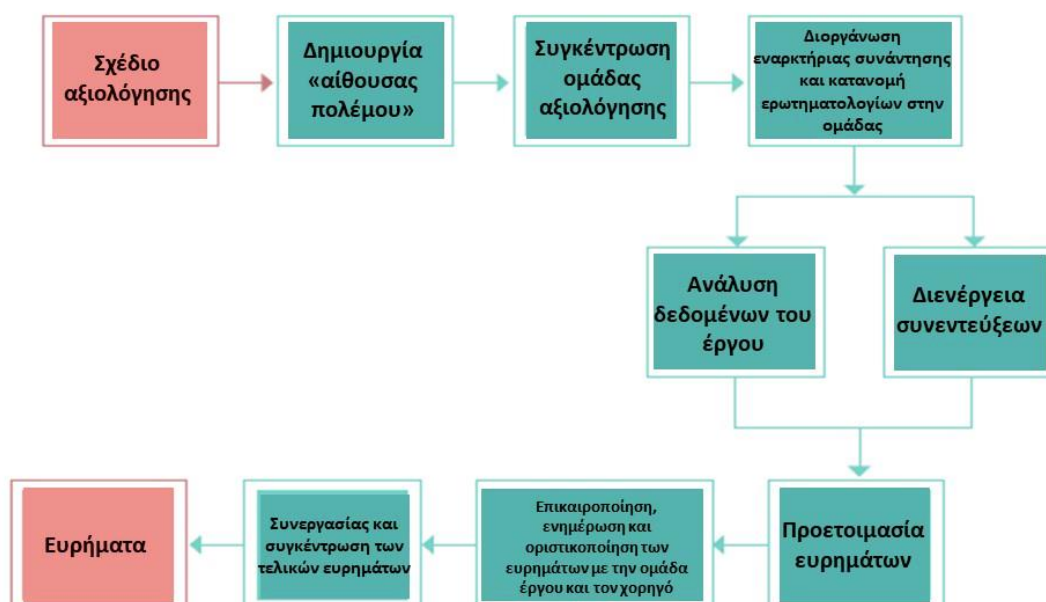 Σχέδιο
αξιολόγησης
Δημιουργία
«αίθουσας
πολέμου»
Συγκέντρωση
ομάδας
αξιολόγησης
Διοργάνωση
εναρκτήριας συνάντησης
και κατανομή
ερωτηματολογίων στην
ομάδας
Ανάλυση
δεδομένων του
έργου
Διενέργεια
συνεντεύξεων
Ευρήματα
Συνεργασίας και
συγκέντρωση των
τελικών ευρημάτων
Επικαιροποίηση,
ενημέρωση και
οριστικοποίηση των
ευρημάτων με την ομάδα
έργου και τον χορηγό
Προετοιμασία
ευρημάτων